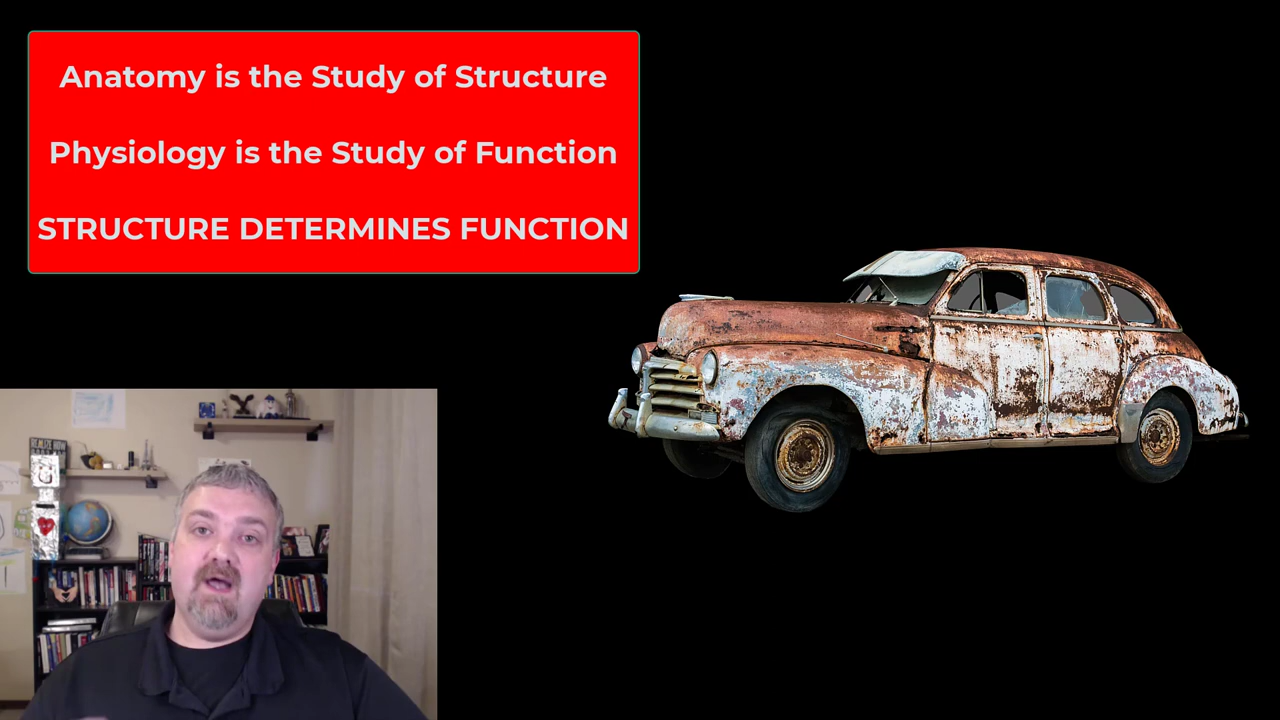 Anatomy is the Study of Structure
Physiology is the Study of Function
STRUCTURE DETERMINES FUNCTION